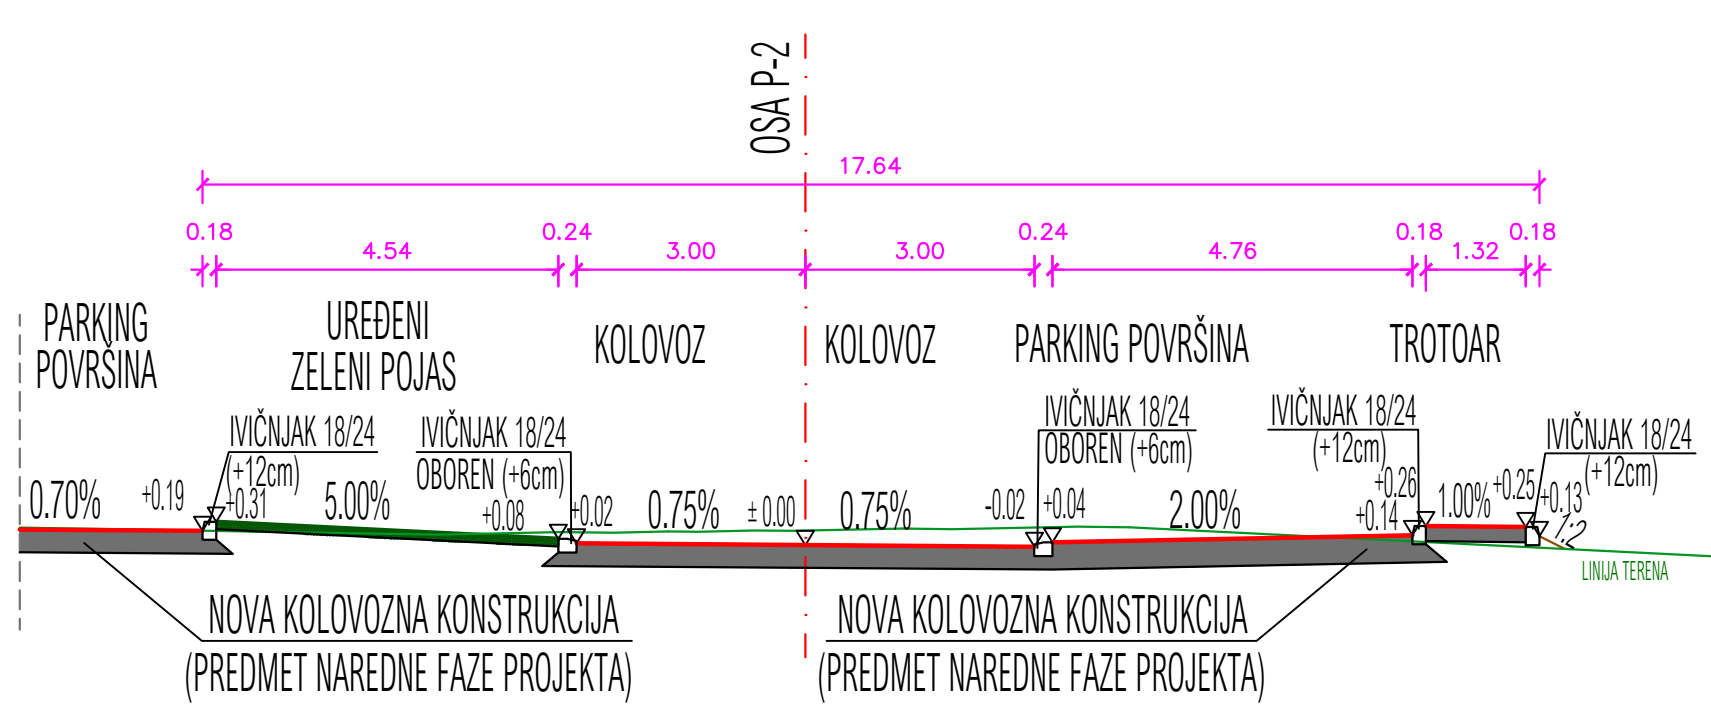 OSA P-2
17.64
0.18
4.54
0.24
3.00
3.00
0.24
4.76
0.18
1.32
0.18
PARKING
POVRŠINA
UREĐENI
ZELENI POJAS
KOLOVOZ
KOLOVOZ
PARKING POVRŠINA
TROTOAR
IVIČNJAK 18/24
(+12cm)
IVIČNJAK 18/24
OBOREN (+6cm)
IVIČNJAK 18/24
OBOREN (+6cm)
IVIČNJAK 18/24
(+12cm)
IVIČNJAK 18/24
(+12cm)
0.70%
+0.19
+0.31
5.00%
+0.08
+0.02
0.75%
± 0.00
0.75%
-0.02
+0.04
2.00%
+0.26
+0.14
1.00%
+0.25
+0.13
1:2
LINIJA TERENA
NOVA KOLOVOZNA KONSTRUKCIJA
(PREDMET NAREDNE FAZE PROJEKTA)
NOVA KOLOVOZNA KONSTRUKCIJA
(PREDMET NAREDNE FAZE PROJEKTA)